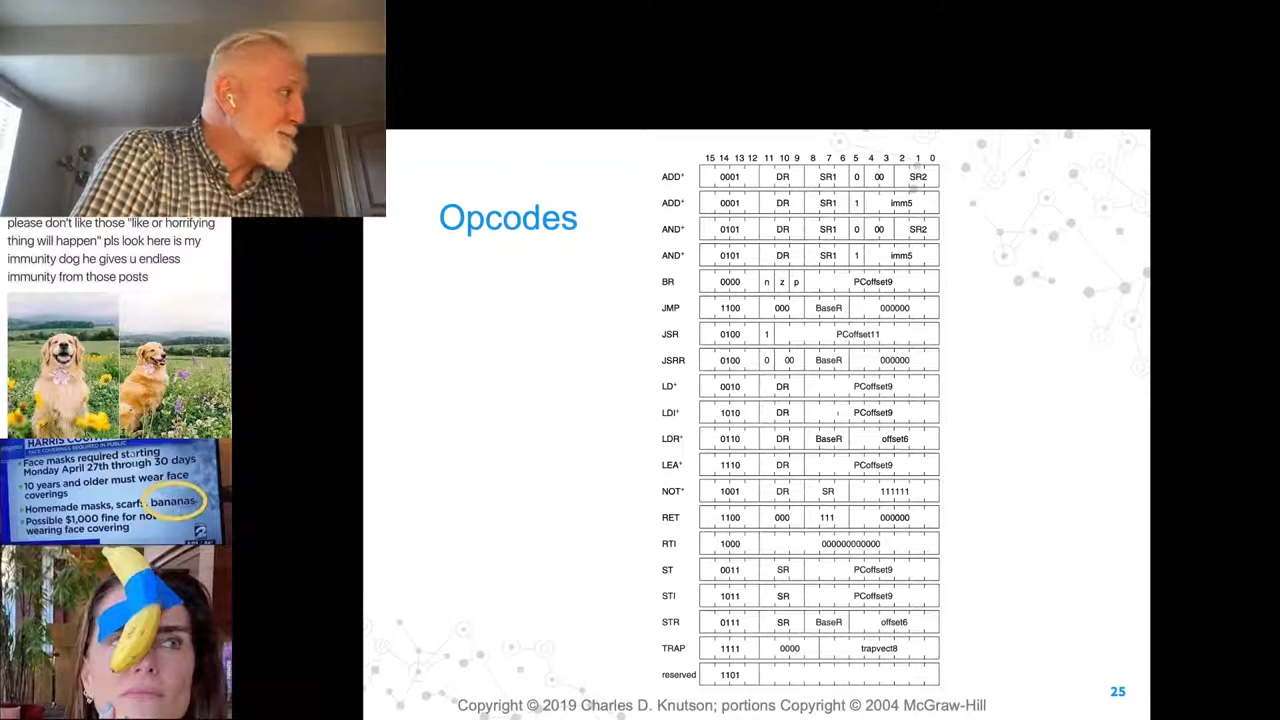 please don't like those "like or horrifying
thing will happen" pls look here is my
immunity dog he gives u endless
immunity from those posts
FACE COVERINGS REQUIRED IN PUBLIC
Face masks required starting
Monday April 27th through 30 days
10 years and older must wear face
coverings
Homemade masks, scarfs, bananas
Possible $1,000 fine for not
wearing face covering
2
Opcodes
15 14 13 12 11 10 9 8 7 6 5 4 3 2 1 0
ADD+ 0001 DR SR1 0 00 SR2
ADD+ 0001 DR SR1 1 imm5
AND+ 0101 DR SR1 0 00 SR2
AND+ 0101 DR SR1 1 imm5
BR 0000 n z p PCoffset9
JMP 1100 000 BaseR 000000
JSR 0100 1 PCoffset11
JSRR 0100 0 00 BaseR 000000
LD+ 0010 DR PCoffset9
LDI+ 1010 DR PCoffset9
LDR+ 0110 DR BaseR offset6
LEA+ 1110 DR PCoffset9
NOT+ 1001 DR SR 111111
RET 1100 000 111 000000
RTI 1000 000000000000
ST 0011 SR PCoffset9
STI 1011 SR PCoffset9
STR 0111 SR BaseR offset6
TRAP 1111 0000 trapvect8
reserved 1101
25
Copyright © 2019 Charles D. Knutson; portions Copyright © 2004 McGraw-Hill